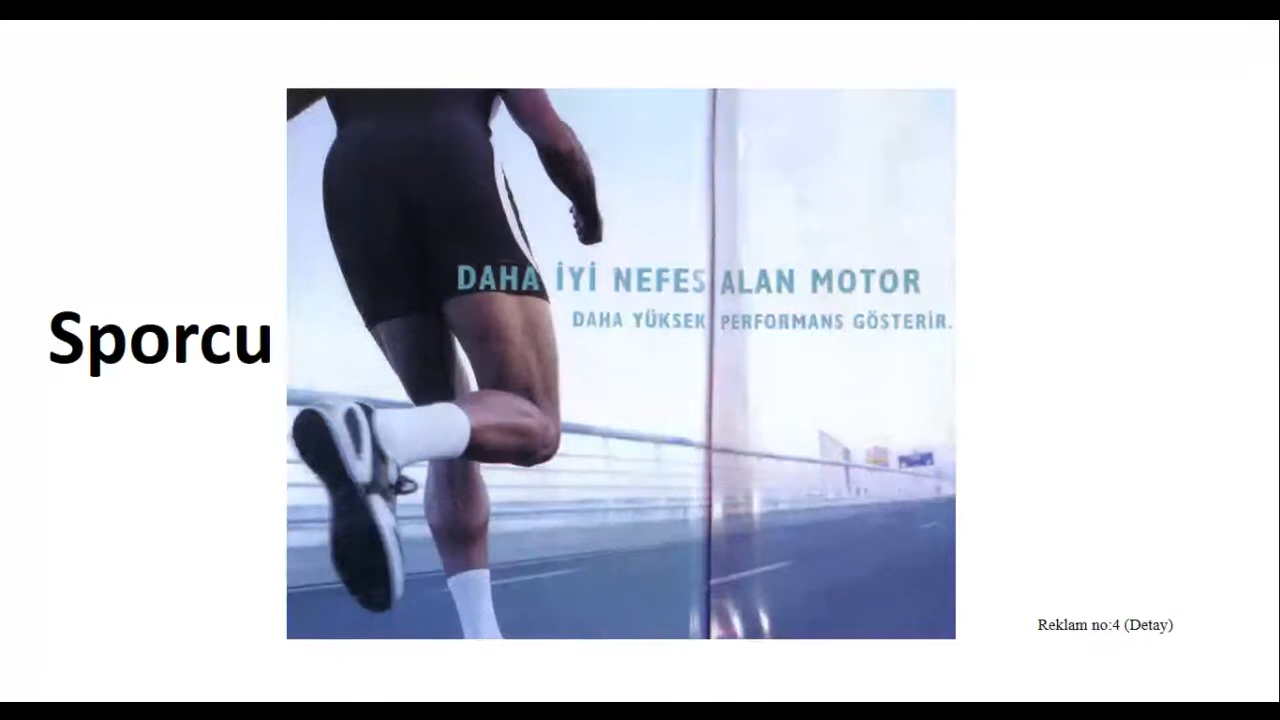 DAHA İYİ NEFES ALAN MOTOR
DAHA YÜKSEK PERFORMANS GÖSTERİR.
Sporcu
Reklam no:4 (Detay)